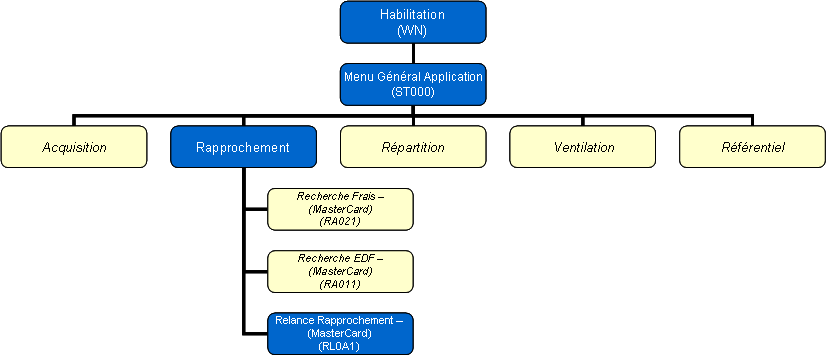 Habilitation
(WN)
Menu Général Application
(ST000)
Acquisition
Rapprochement
Répartition
Ventilation
Référentiel
Recherche Frais –
(MasterCard)
(RA021)
Recherche EDF –
(MasterCard)
(RA011)
Relance Rapprochement –
(MasterCard)
(RL0A1)